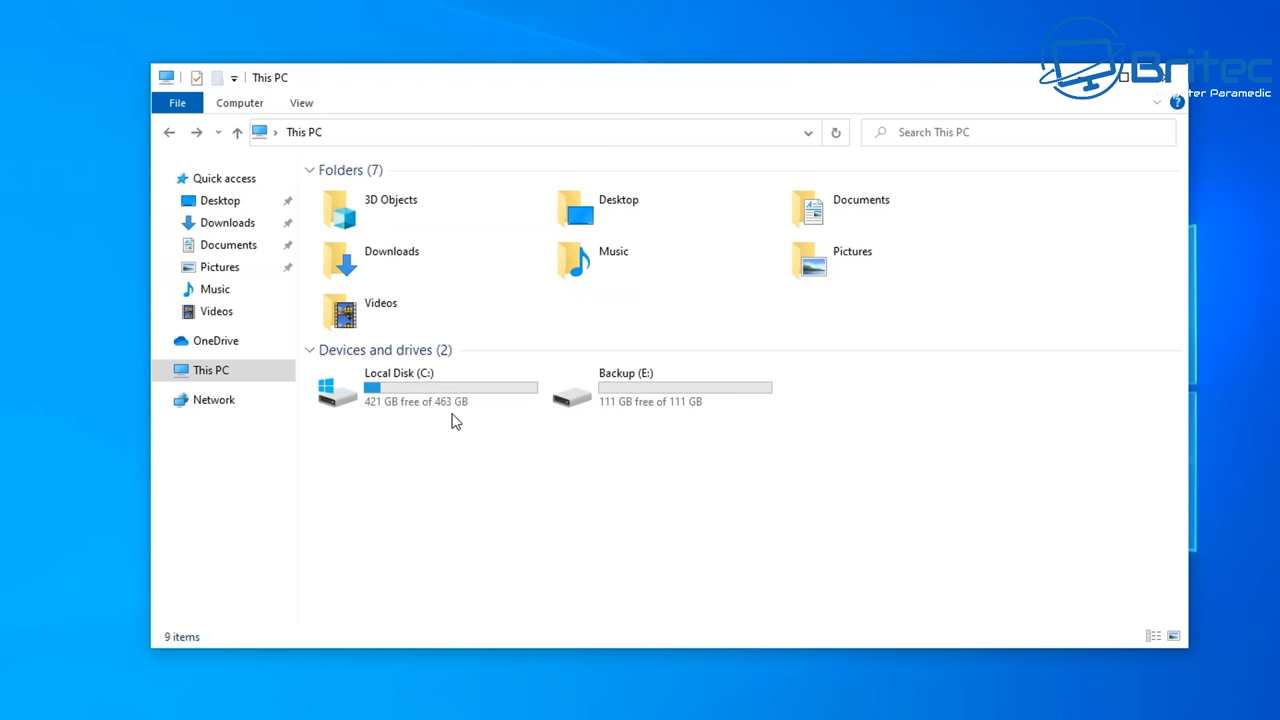 Britec
Computer Paramedic
This PC
File Computer View
This PC
Search This PC
Quick access
Desktop
Downloads
Documents
Pictures
Music
Videos
OneDrive
This PC
Network
Folders (7)
3D Objects
Desktop
Documents
Downloads
Music
Pictures
Videos
Devices and drives (2)
Local Disk (C:)
421 GB free of 463 GB
Backup (E:)
111 GB free of 111 GB
9 items